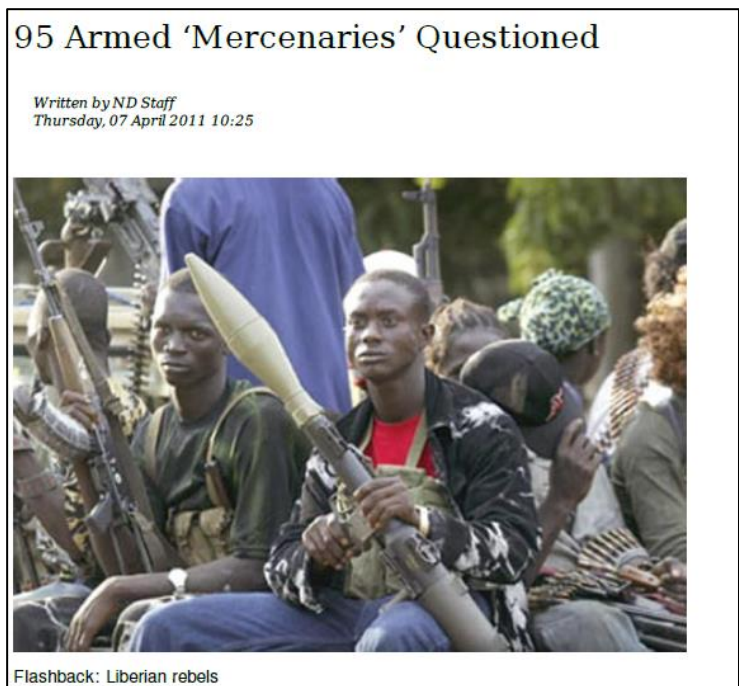 95 Armed ‘Mercenaries’ Questioned
Written by ND Staff
Thursday, 07 April 2011 10:25
Flashback: Liberian rebels